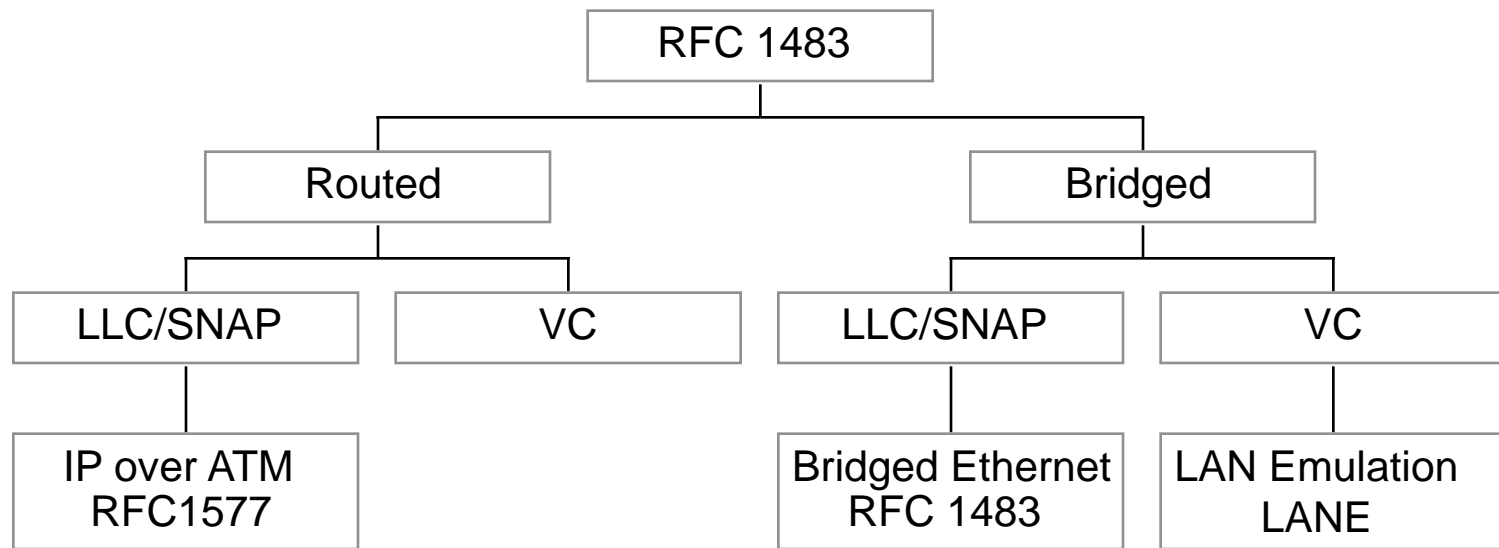 RFC 1483
Routed
Bridged
LLC/SNAP
VC
LLC/SNAP
VC
IP over ATM
RFC1577
Bridged Ethernet
RFC 1483
LAN Emulation
LANE